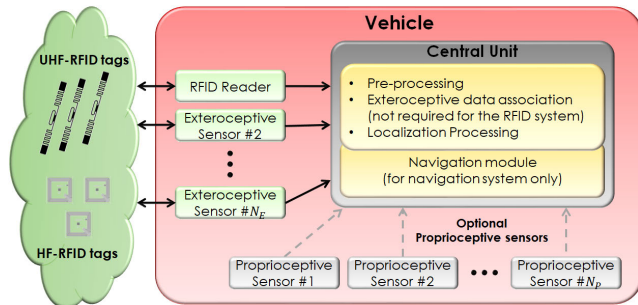 Vehicle
UHF-RFID tags
Central Unit
RFID Reader
• Pre-processing
• Exteroceptive data association
(not required for the RFID system)
• Localization Processing
Exteroceptive
Sensor #2
Navigation module
(for navigation system only)
Exteroceptive
Sensor #N_E
HF-RFID tags
Optional
Proprioceptive sensors
Proprioceptive
Sensor #1
Proprioceptive
Sensor #2
Proprioceptive
Sensor #N_P